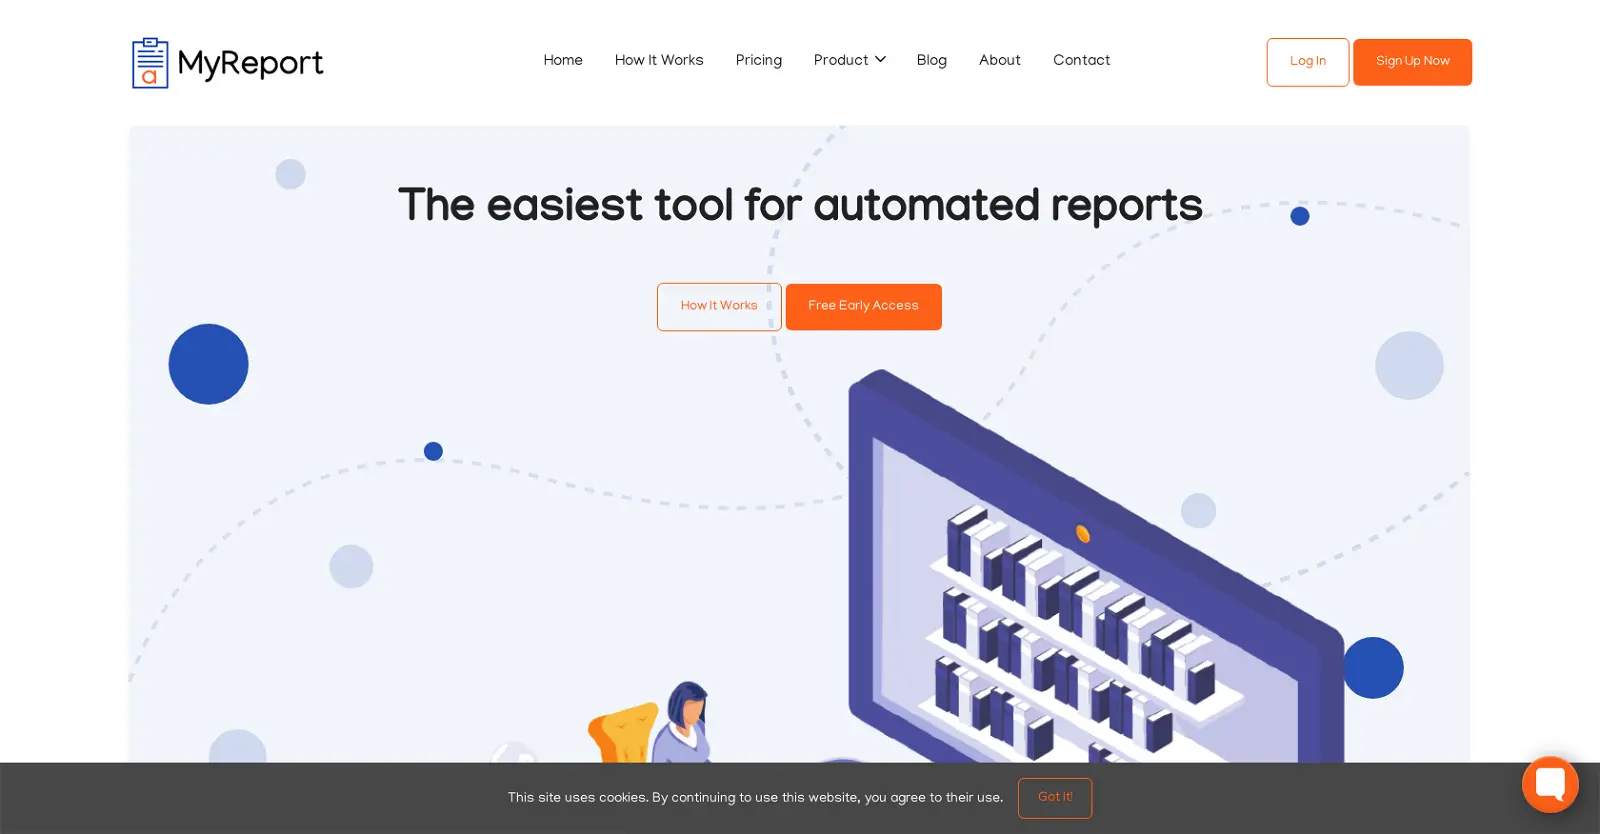 a MyReport
Home How It Works Pricing Product Blog About Contact
Log In Sign Up Now
The easiest tool for automated reports
How It Works Free Early Access
This site uses cookies. By continuing to use this website, you agree to their use. Got It!